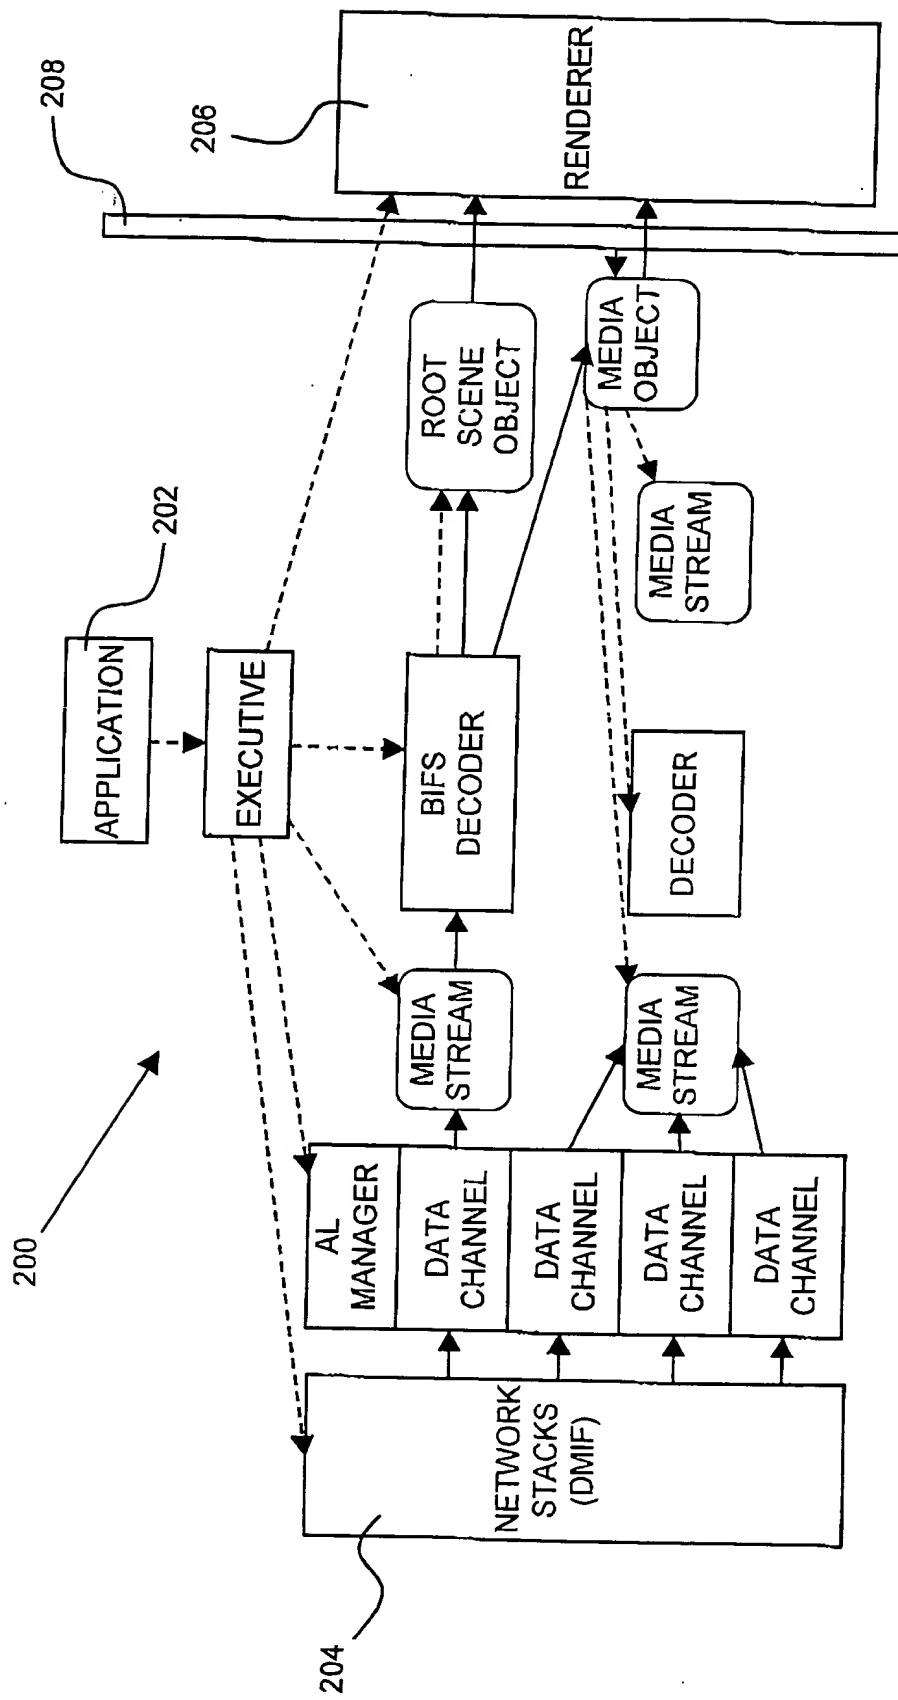 200
204
NETWORK
STACKS
(DMIF)
AL
MANAGER
DATA
CHANNEL
DATA
CHANNEL
DATA
CHANNEL
DATA
CHANNEL
APPLICATION
202
EXECUTIVE
MEDIA
STREAM
BIFS
DECODER
ROOT
SCENE
OBJECT
MEDIA
STREAM
DECODER
MEDIA
STREAM
MEDIA
OBJECT
208
206
RENDERER